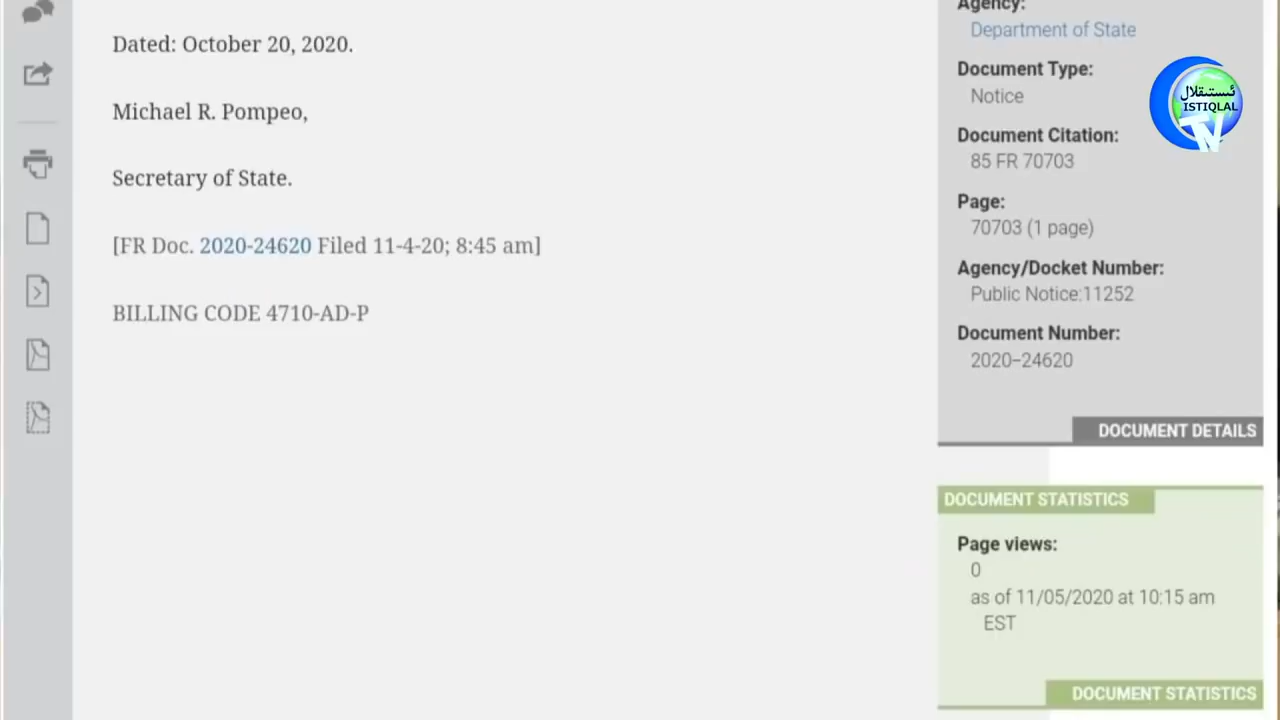 Dated: October 20, 2020.
Michael R. Pompeo,
Secretary of State.
[FR Doc. 2020-24620 Filed 11-4-20; 8:45 am]
BILLING CODE 4710-AD-P
Agency:
Department of State
Document Type:
Notice
Document Citation:
85 FR 70703
Page:
70703 (1 page)
Agency/Docket Number:
Public Notice:11252
Document Number:
2020-24620
DOCUMENT DETAILS
DOCUMENT STATISTICS
Page views:
0
as of 11/05/2020 at 10:15 am
EST
DOCUMENT STATISTICS
ئىستىقلال
ISTIQLAL
TV